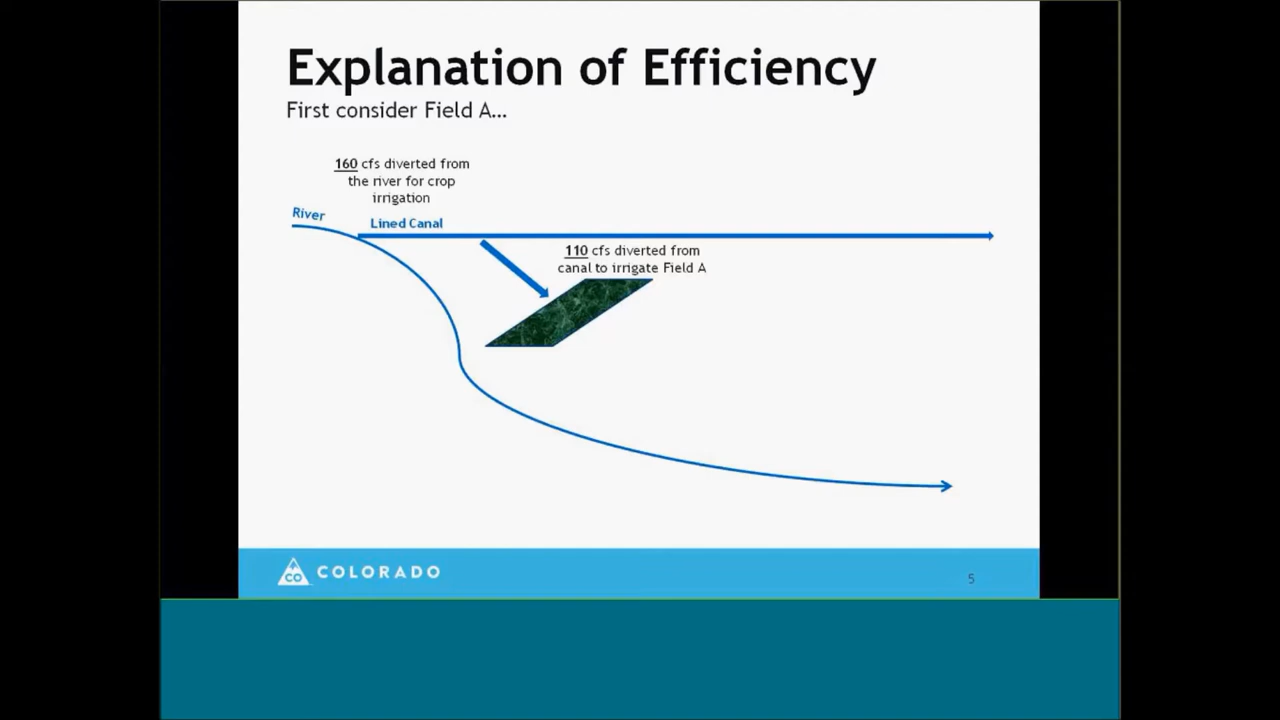 Explanation of Efficiency
First consider Field A...
160 cfs diverted from
the river for crop
irrigation
River
Lined Canal
110 cfs diverted from
canal to irrigate Field A
CO
COLORADO
5